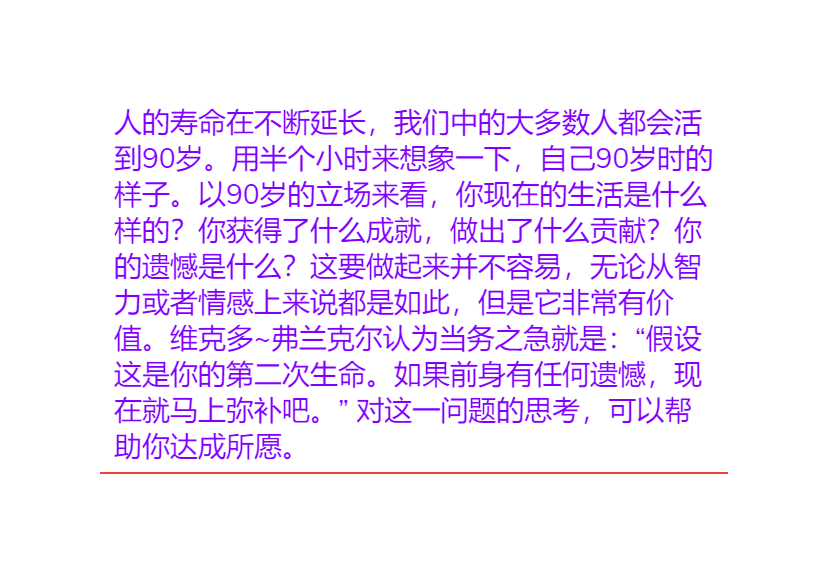 人的寿命在不断延长，我们中的大多数人都会活
到90岁。用半个小时来想象一下，自己90岁时的
样子。以90岁的立场来看，你现在的生活是什么
样的？你获得了什么成就，做出了什么贡献？你
的遗憾是什么？这要做起来并不容易，无论从智
力或者情感上来说都是如此，但是它非常有价
值。维克多~弗兰克尔认为当务之急就是：“假设
这是你的第二次生命。如果前身有任何遗憾，现
在就马上弥补吧。” 对这一问题的思考，可以帮
助你达成所愿。